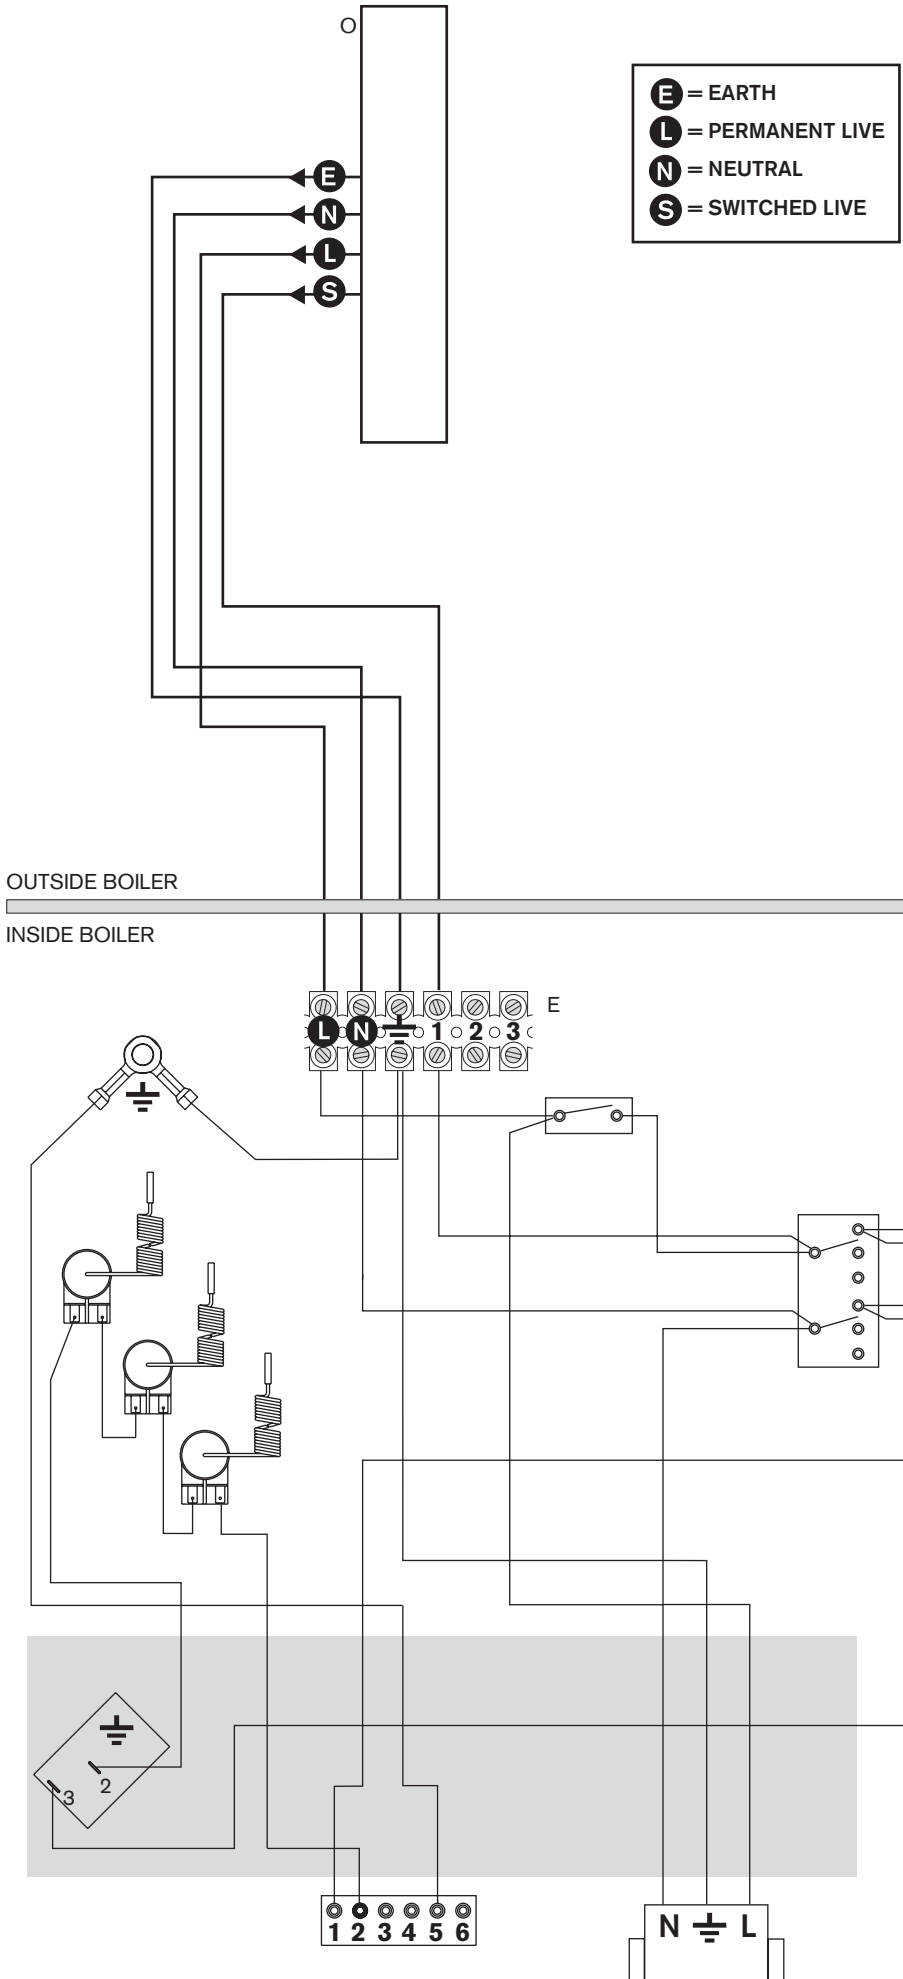 O
E = EARTH
L = PERMANENT LIVE
N = NEUTRAL
S = SWITCHED LIVE
E
N
L
S
OUTSIDE BOILER
INSIDE BOILER
L N 1 2 3 E
2
3
1 2 3 4 5 6
N L